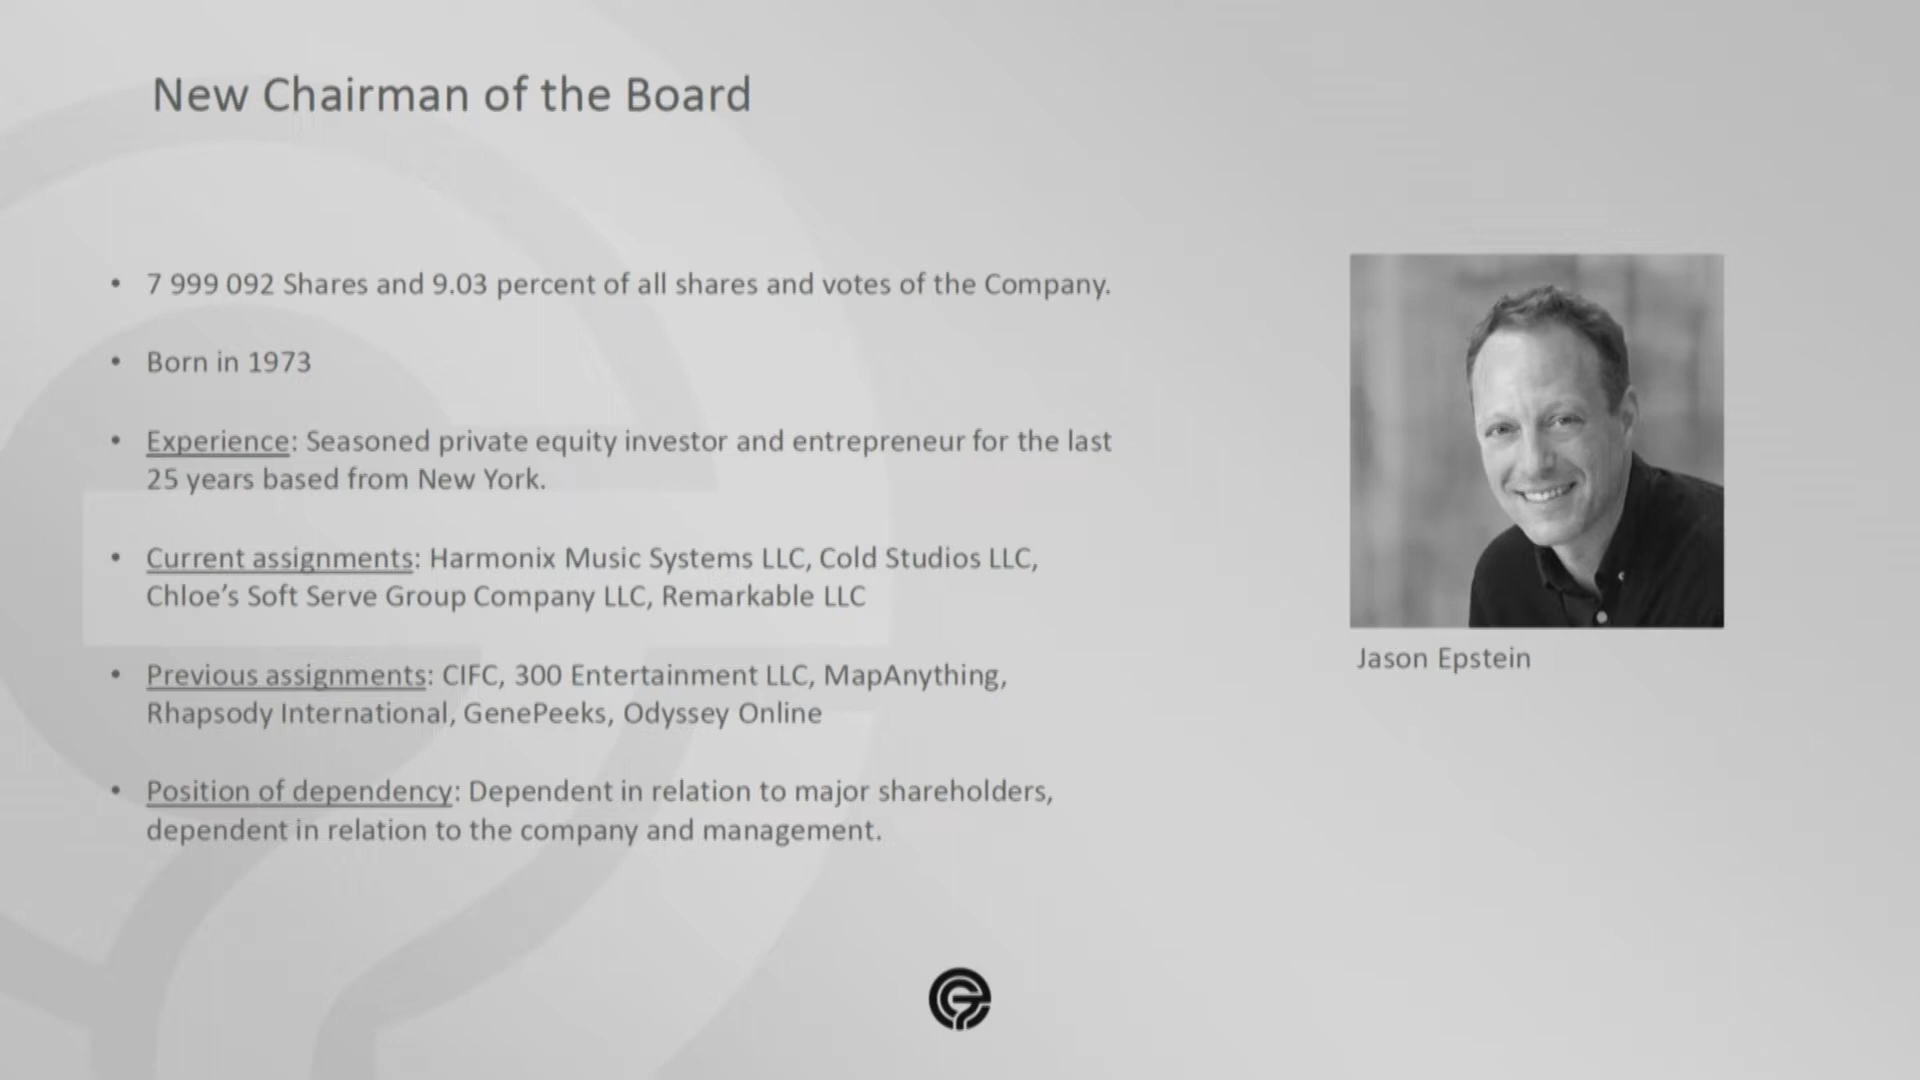 New Chairman of the Board
• 7 999 092 Shares and 9.03 percent of all shares and votes of the Company.
• Born in 1973
• Experience: Seasoned private equity investor and entrepreneur for the last
25 years based from New York.
• Current assignments: Harmonix Music Systems LLC, Cold Studios LLC,
Chloe’s Soft Serve Group Company LLC, Remarkable LLC
• Previous assignments: CIFC, 300 Entertainment LLC, MapAnything,
Rhapsody International, GenePeeks, Odyssey Online
• Position of dependency: Dependent in relation to major shareholders,
dependent in relation to the company and management.
Jason Epstein